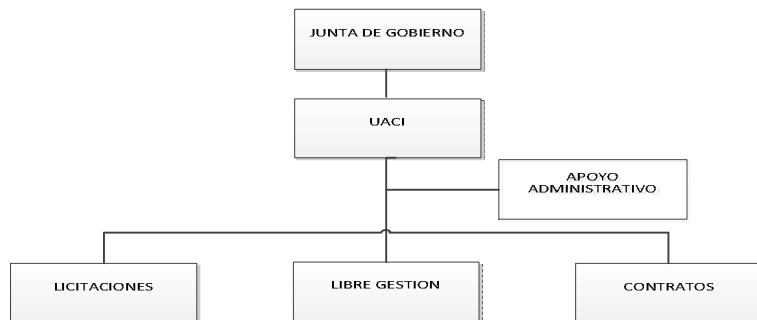 JUNTA DE GOBIERNO
UACI
APOYO
ADMINISTRATIVO
LICITACIONES
LIBRE GESTION
CONTRATOS